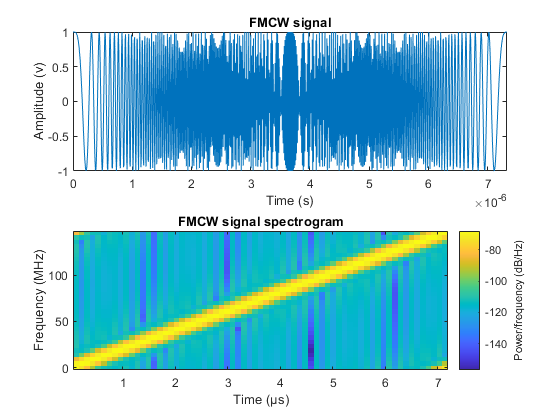 FMCW signal
Amplitude (v)
1
0.5
0
-0.5
-1
0 1 2 3 4 5 6 7
×10⁻⁶
Time (s)
FMCW signal spectrogram
Frequency (MHz)
100
50
0
1 2 3 4 5 6 7
Time (μs)
-80
-100
-120
-140
Power/frequency (dB/Hz)